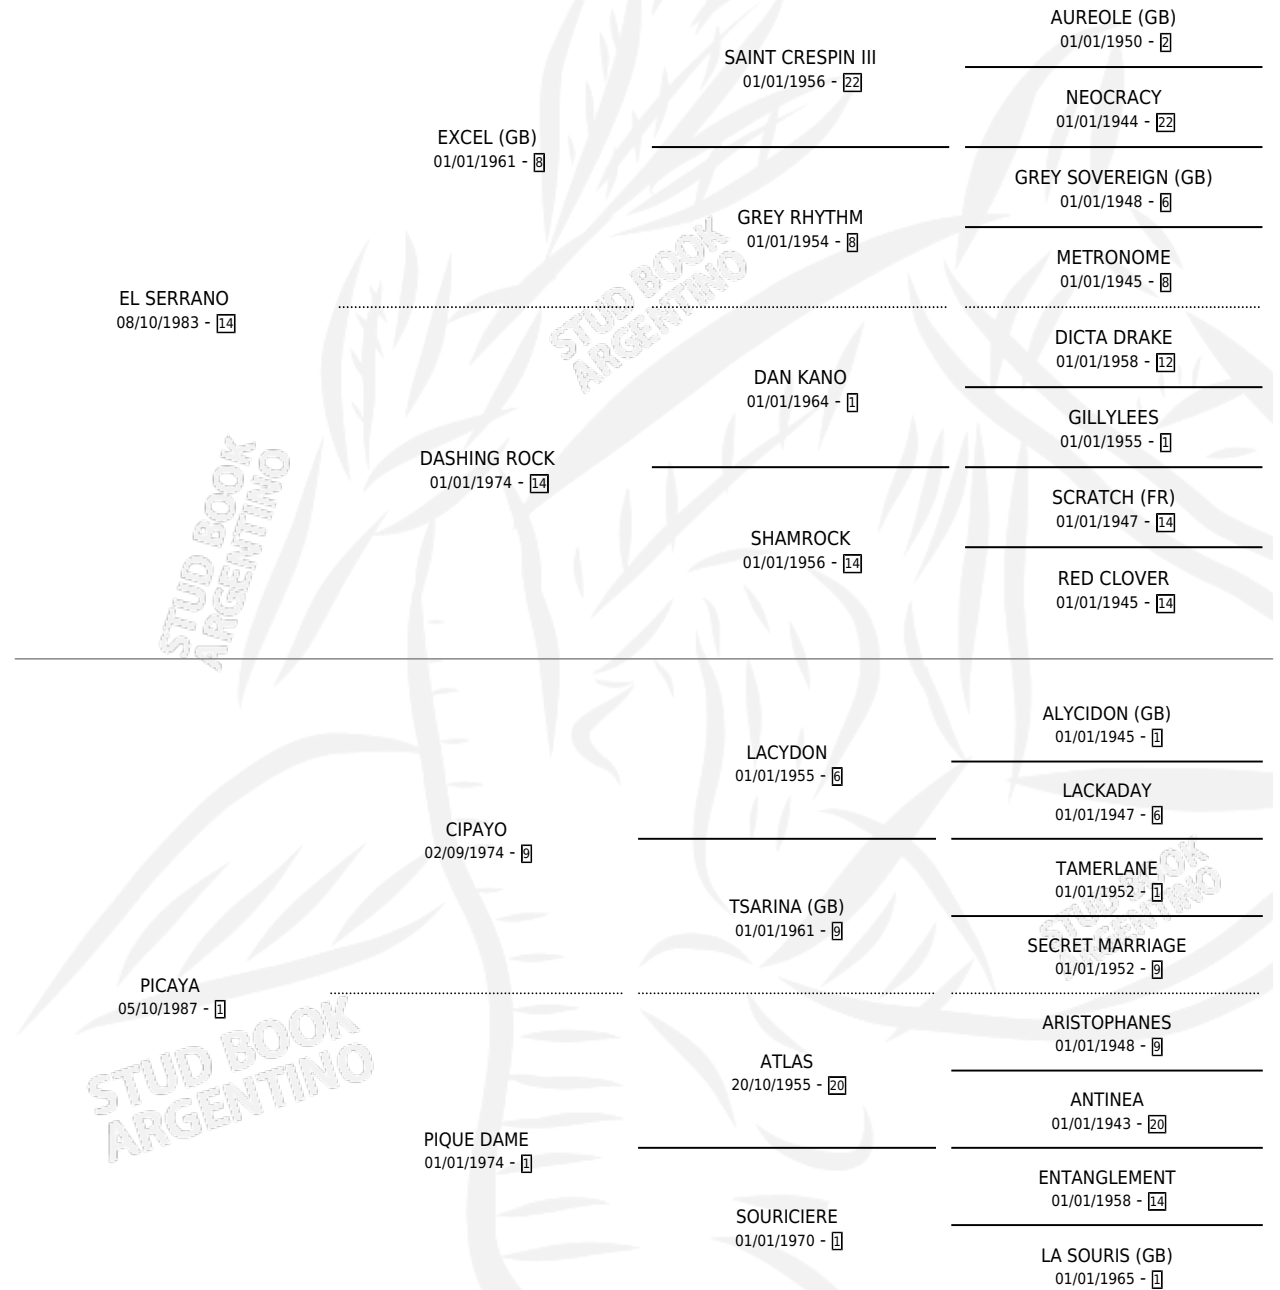 AUREOLE (GB)
01/01/1950 - 2
SAINT CRESPIN III
01/01/1956 - 22
NEOCRACY
01/01/1944 - 22
EXCEL (GB)
01/01/1961 - 8
GREY SOVEREIGN (GB)
01/01/1948 - 6
GREY RHYTHM
01/01/1954 - 8
METRONOME
01/01/1945 - 8
EL SERRANO
08/10/1983 - 14
STUD BOOK
ARGENTINO
DICTA DRAKE
01/01/1958 - 12
DAN KANO
01/01/1964 - 1
GILLYLEES
01/01/1955 - 1
DASHING ROCK
01/01/1974 - 14
SCRATCH (FR)
01/01/1947 - 14
SHAMROCK
01/01/1956 - 14
RED CLOVER
01/01/1945 - 14
STUD BOOK
ARGENTINO
ALYCIDON (GB)
01/01/1945 - 1
LACYDON
01/01/1955 - 6
LACKADAY
01/01/1947 - 6
CIPAYO
02/09/1974 - 9
TAMERLANE
01/01/1952 - 1
TSARINA (GB)
01/01/1961 - 9
SECRET MARRIAGE
01/01/1952 - 9
STUD BOOK
ARGENTINO
PICAYA
05/10/1987 - 1
ARISTOPHANES
01/01/1948 - 9
ATLAS
20/10/1955 - 20
ANTINEA
01/01/1943 - 20
STUD BOOK
ARGENTINO
PIQUE DAME
01/01/1974 - 1
ENTANGLEMENT
01/01/1958 - 14
SOURICIERE
01/01/1970 - 1
LA SOURIS (GB)
01/01/1965 - 1